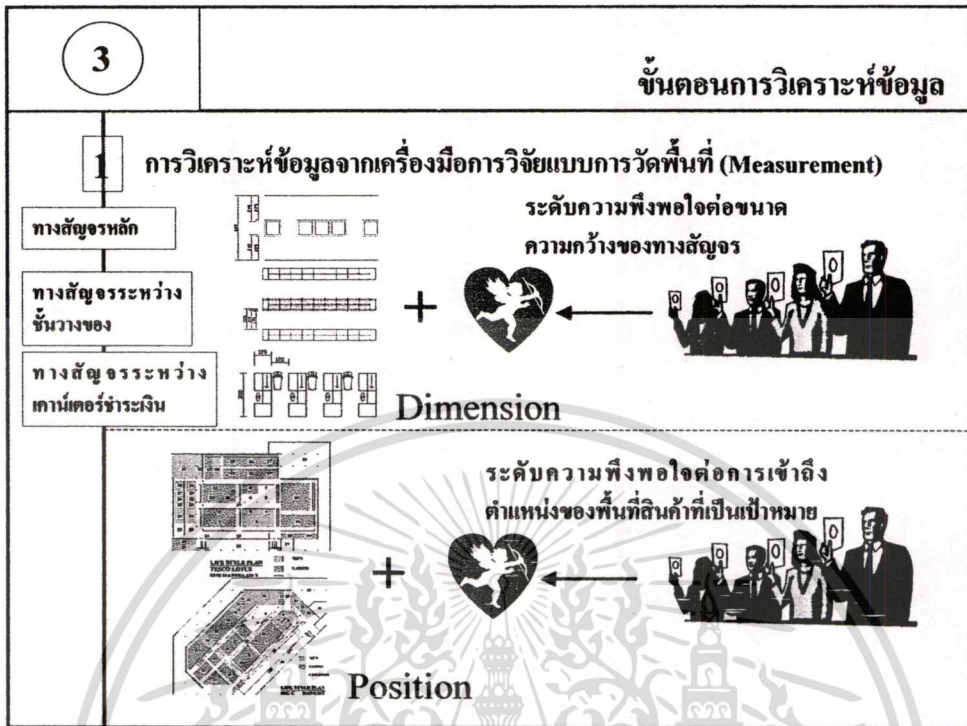 3
ขั้นตอนการวิเคราะห์ข้อมูล
1 การวิเคราะห์ข้อมูลจากเครื่องมือการวิจัยแบบการวัดพื้นที่ (Measurement)
ทางสัญจรหลัก
ทางสัญจรระหว่าง
ชั้นวางของ
ทางสัญจรระหว่าง
เคาน์เตอร์ชำระเงิน
ระดับความพึงพอใจต่อขนาด
ความกว้างของทางสัญจร
+
Dimension
ระดับความพึงพอใจต่อการเข้าถึง
ตำแหน่งของพื้นที่สินค้าที่เป็นเป้าหมาย
TESCO LOTUS
+
Position